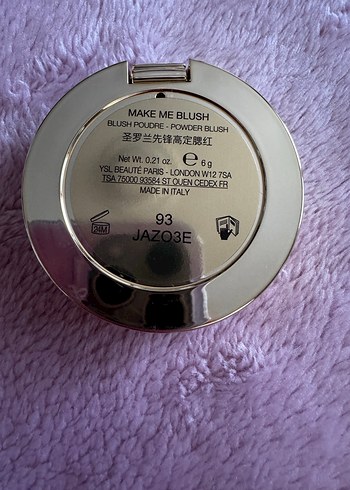 MAKE ME BLUSH
BLUSH POUDRE - POWDER BLUSH
圣罗兰先锋高定腮红
Net Wt. 0.21 oz. ℮ 6 g
YSL BEAUTÉ PARIS - LONDON W12 7SA
TSA 75000 93584 ST OUEN CEDEX FR
MADE IN ITALY
93
24M
JAZO3E